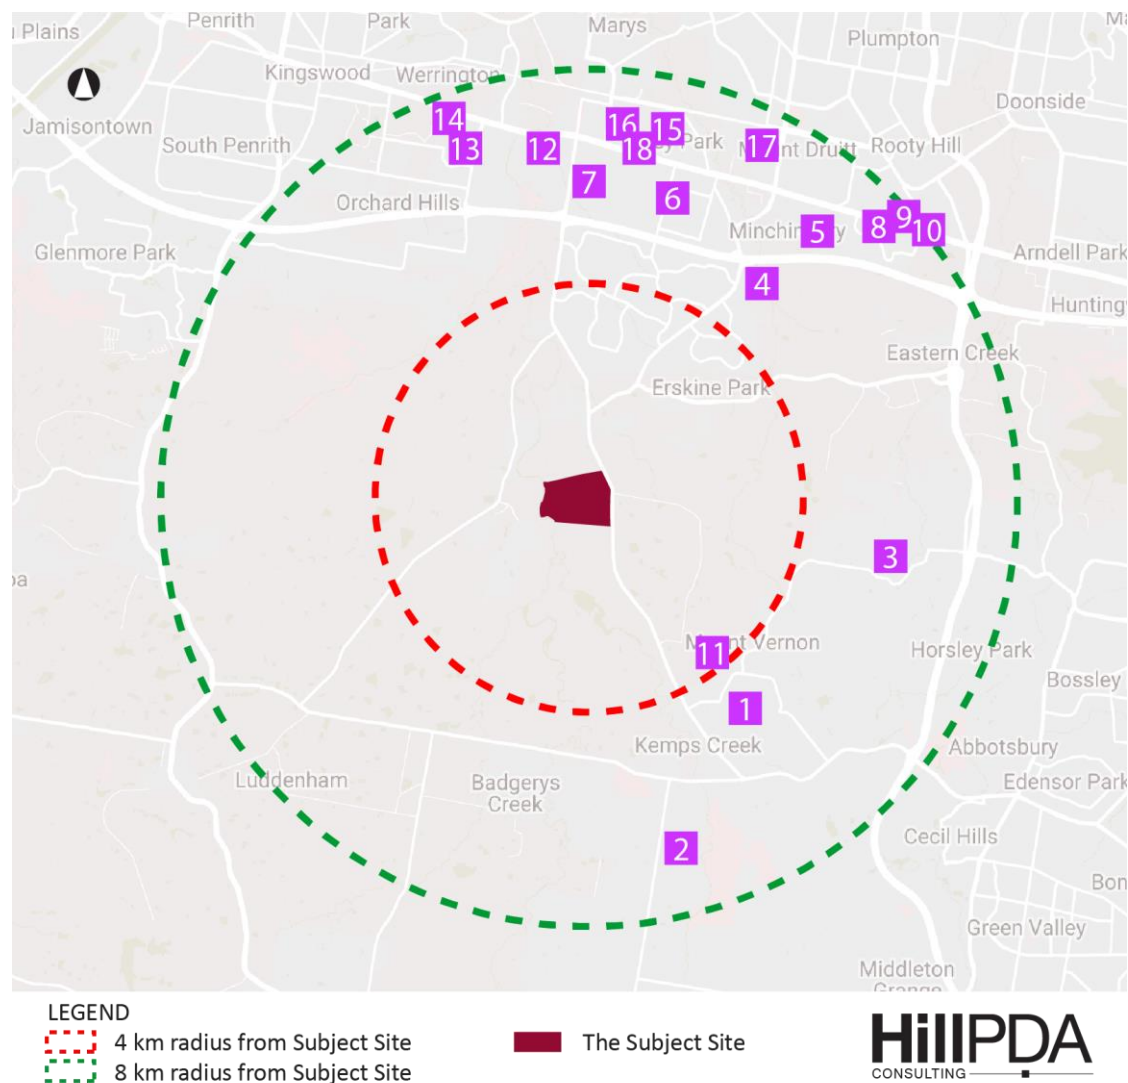 Plains
Penrith
Park
Marys
Plumpton
Kingswood
Werrington
Doonside
Jamisontown
14
16
15
South Penrith
13
12
18
Park
17
Druitt
Rooty Hill
7
6
Orchard Hills
Minchinbury
5
8
9
10
Glenmore Park
4
Arndell Park
Eastern Creek
Erskine Park
3
Mount Vernon
11
Horsley Park
Bossley
1
Kemps Creek
Abbotsbury
Luddenham
Badgerys
Creek
Edensor Park
2
Cecil Hills
Green Valley
Middleton
Grange
LEGEND
4 km radius from Subject Site
The Subject Site
8 km radius from Subject Site
HillPDA
CONSULTING